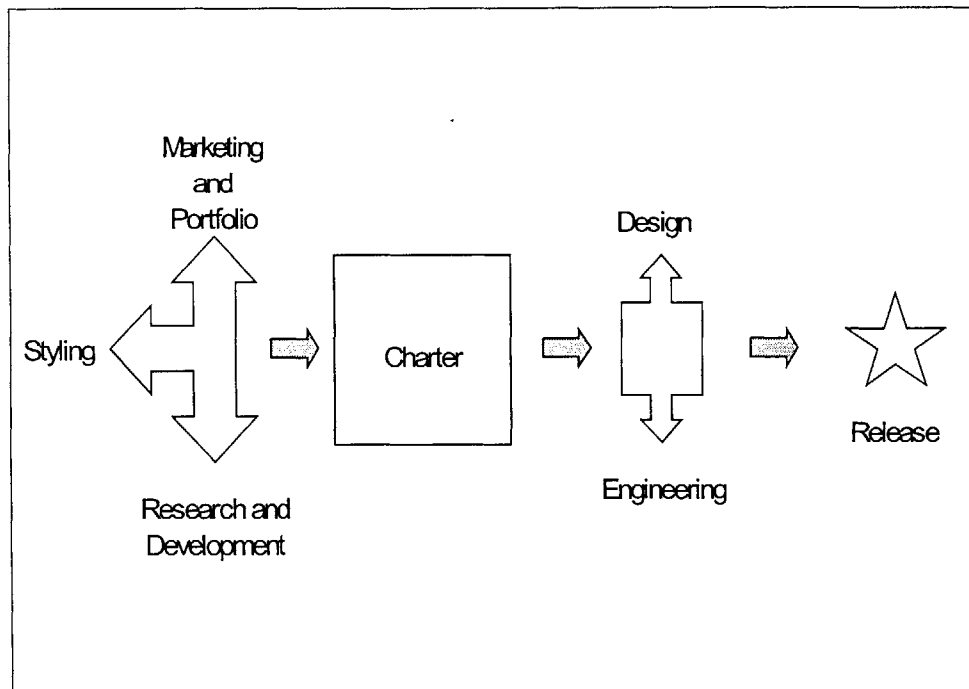 Marketing
and
Portfolio
Styling
Research and
Development
Charter
Design
Engineering
Release